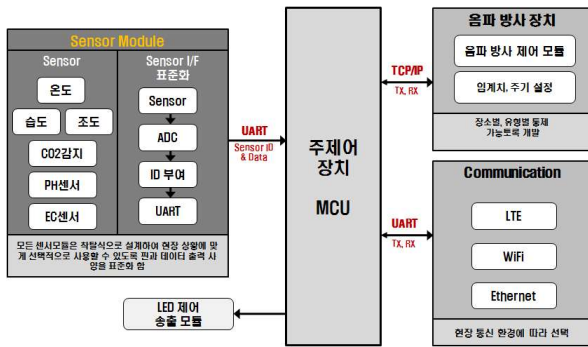 Sensor Module
Sensor
온도
습도
조도
CO2감지
PH센서
EC센서
Sensor I/F
표준화
Sensor
ADC
ID 부여
UART
모든 센서모듈은 착탈식으로 설계하여 현장 상황에 맞
게 선택적으로 사용할 수 있도록 핀과 데이터 출력 사
양을 표준화 함
UART
Sensor ID
& Data
LED 제어
송출 모듈
주제어
장치
MCU
TCP/IP
TX, RX
UART
TX, RX
음파 방사 장치
음파 방사 제어 모듈
임계치, 주기 설정
장소별, 유형별 통제
가능토록 개발
Communication
LTE
WiFi
Ethernet
현장 통신 환경에 따라 선택